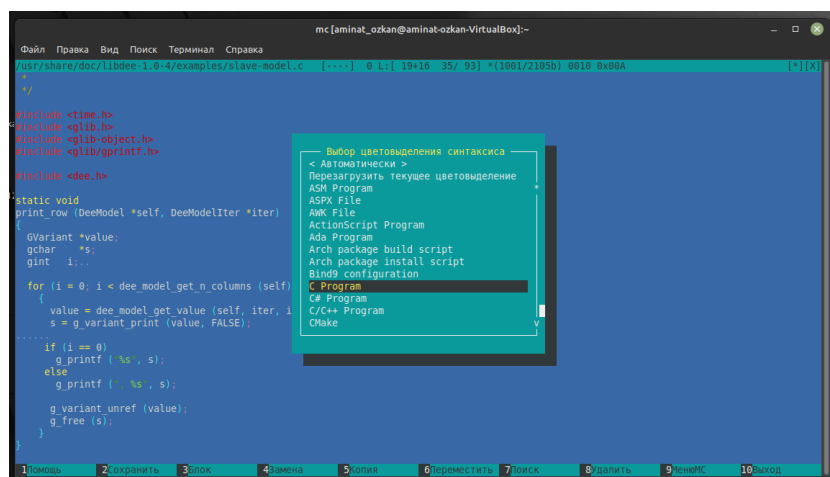 mc [aminat_ozkan@aminat-ozkan-VirtualBox]:~
Файл Правка Вид Поиск Терминал Справка
/usr/share/doc/libdee-1.0-4/examples/slave-model.c [----] 0 L:[ 19+16 35/ 93] *(1001/2105b) 0010 0x00A [*][X]
*
*/
#include <time.h>
#include <glib.h>
#include <glib-object.h>
#include <glib/gprintf.h>
#include <dee.h>
static void
print_row (DeeModel *self, DeeModelIter *iter)
{
GVariant *value;
gchar *s;
gint i;..
for (i = 0; i < dee_model_get_n_columns (self)
{
value = dee_model_get_value (self, iter, i
s = g_variant_print (value, FALSE);
......
if (i == 0)
g_printf ("%s", s);
else
g_printf (", %s", s);
g_variant_unref (value);
g_free (s);
}
}
Выбор цветовыделения синтаксиса
< Автоматически >
Перезагрузить текущее цветовыделение
ASM Program *
ASPX File
AWK File
ActionScript Program
Ada Program
Arch package build script
Arch package install script
Bind9 configuration
C Program
C# Program
C/C++ Program
CMake v
1Помощь 2Сохранить 3Блок 4Замена 5Копия 6Переместить 7Поиск 8Удалить 9МенюMC 10Выход